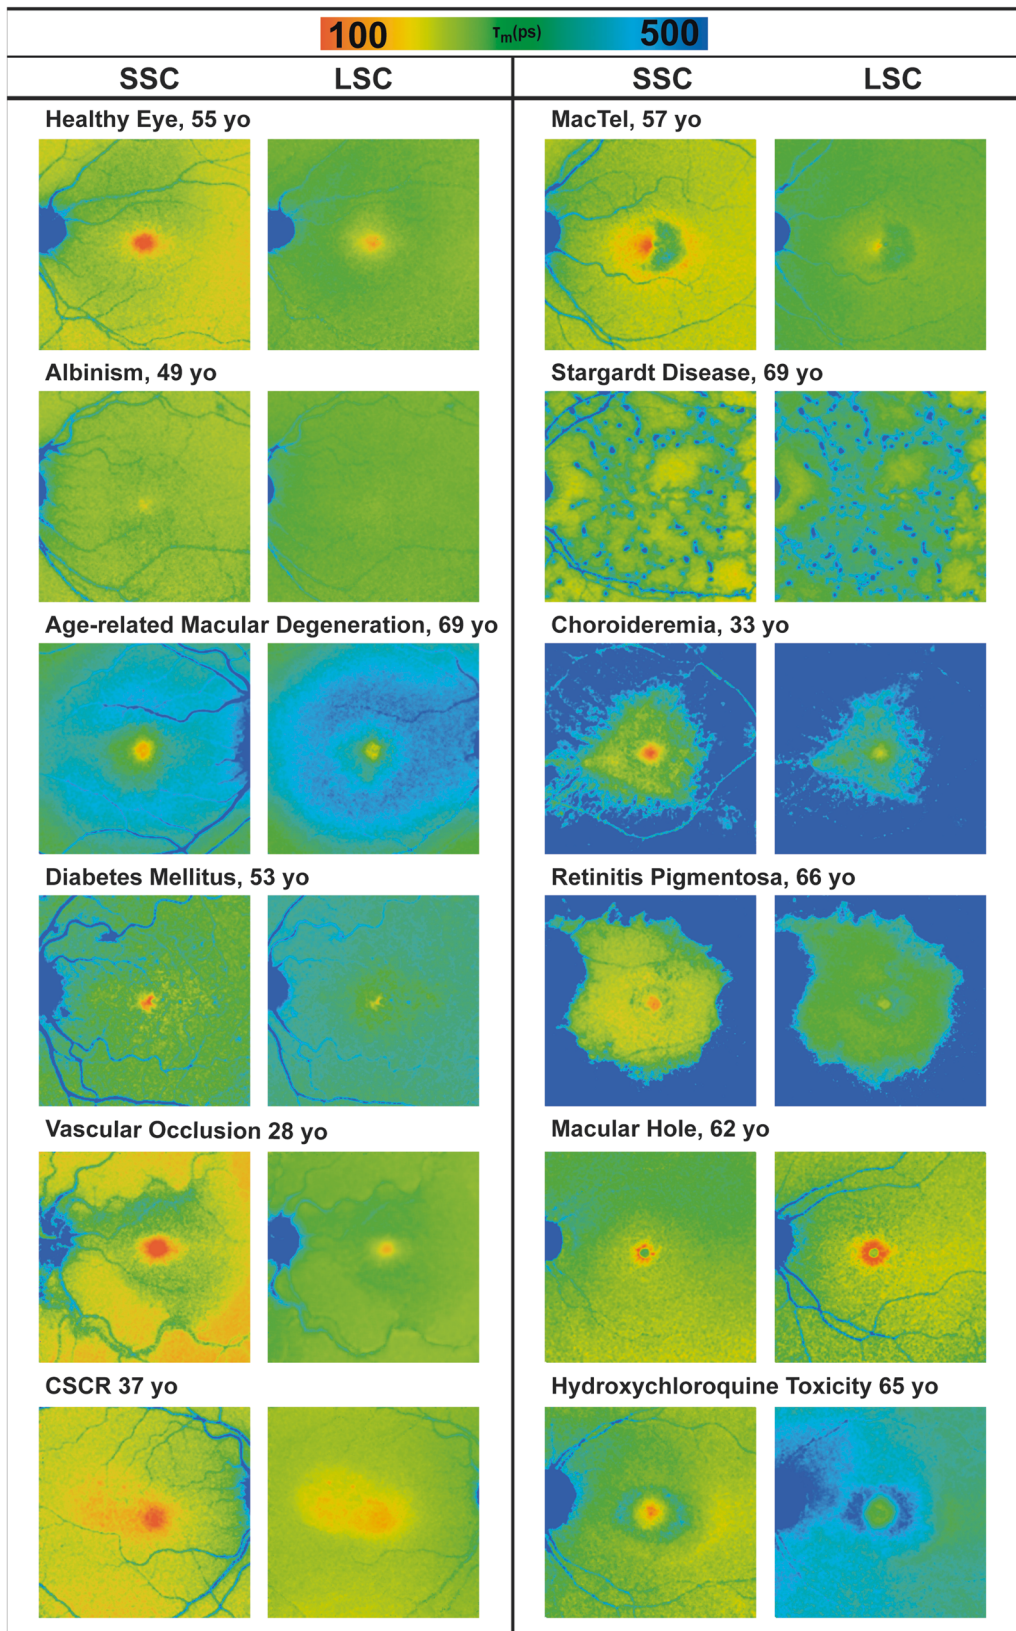 100 τm(ps) 500
SSC LSC SSC LSC
Healthy Eye, 55 yo
MacTel, 57 yo
Albinism, 49 yo
Stargardt Disease, 69 yo
Age-related Macular Degeneration, 69 yo
Choroideremia, 33 yo
Diabetes Mellitus, 53 yo
Retinitis Pigmentosa, 66 yo
Vascular Occlusion 28 yo
Macular Hole, 62 yo
CSCR 37 yo
Hydroxychloroquine Toxicity 65 yo